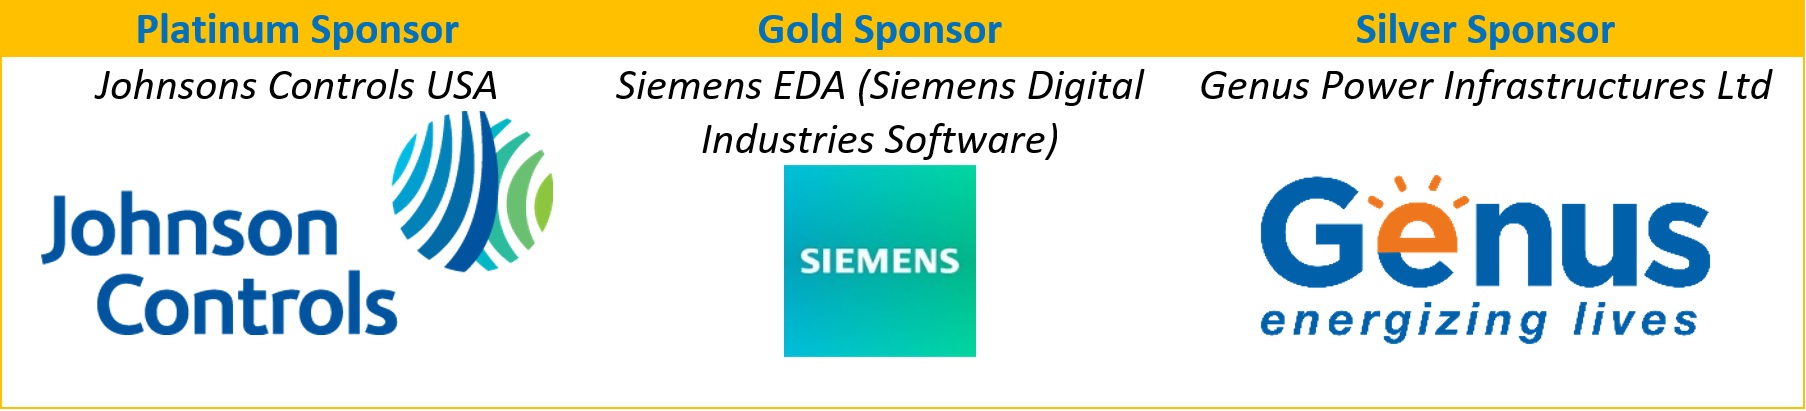 Platinum Sponsor
Gold Sponsor
Silver Sponsor
Johnsons Controls USA
Johnson
Controls
Siemens EDA (Siemens Digital
Industries Software)
SIEMENS
Genus Power Infrastructures Ltd
Genus
energizing lives